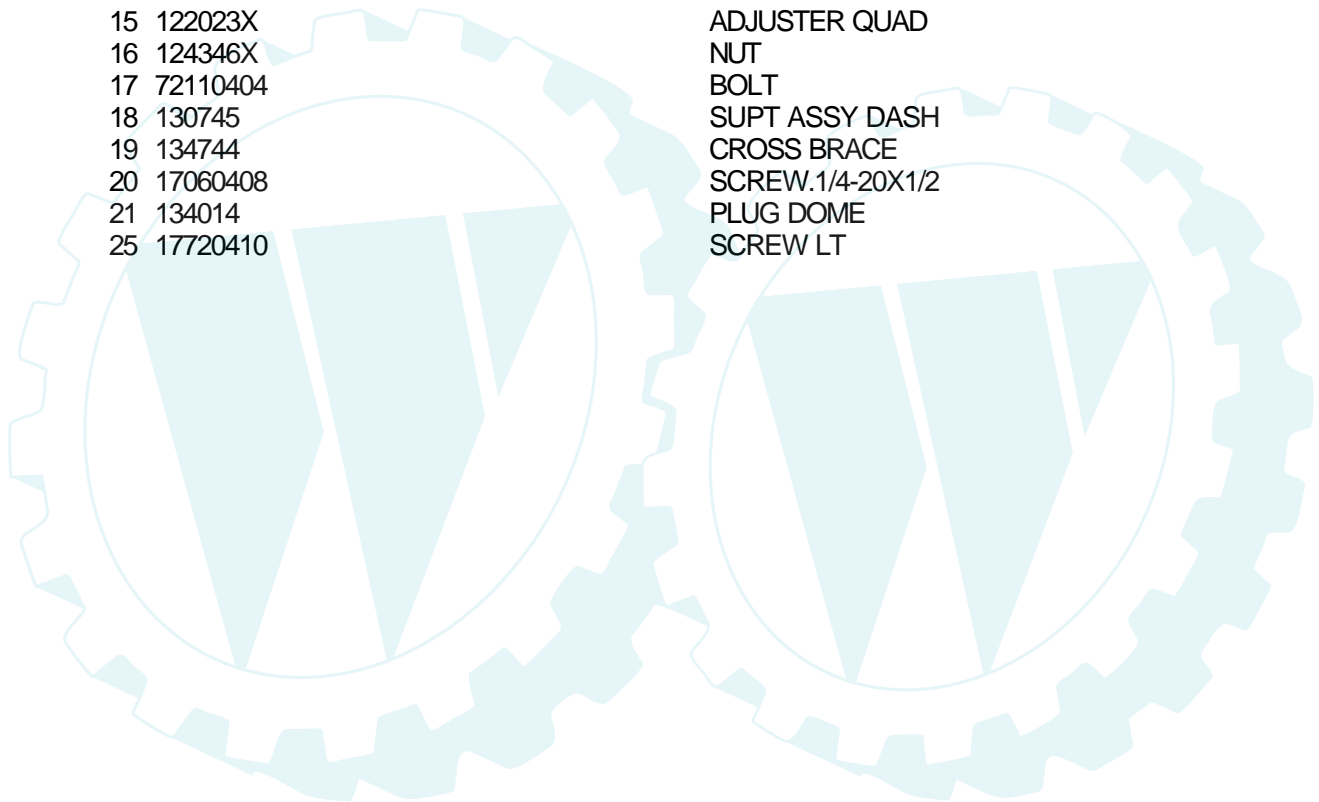 15 122023X ADJUSTER QUAD
16 124346X NUT
17 72110404 BOLT
18 130745 SUPT ASSY DASH
19 134744 CROSS BRACE
20 17060408 SCREW.1/4-20X1/2
21 134014 PLUG DOME
25 17720410 SCREW LT